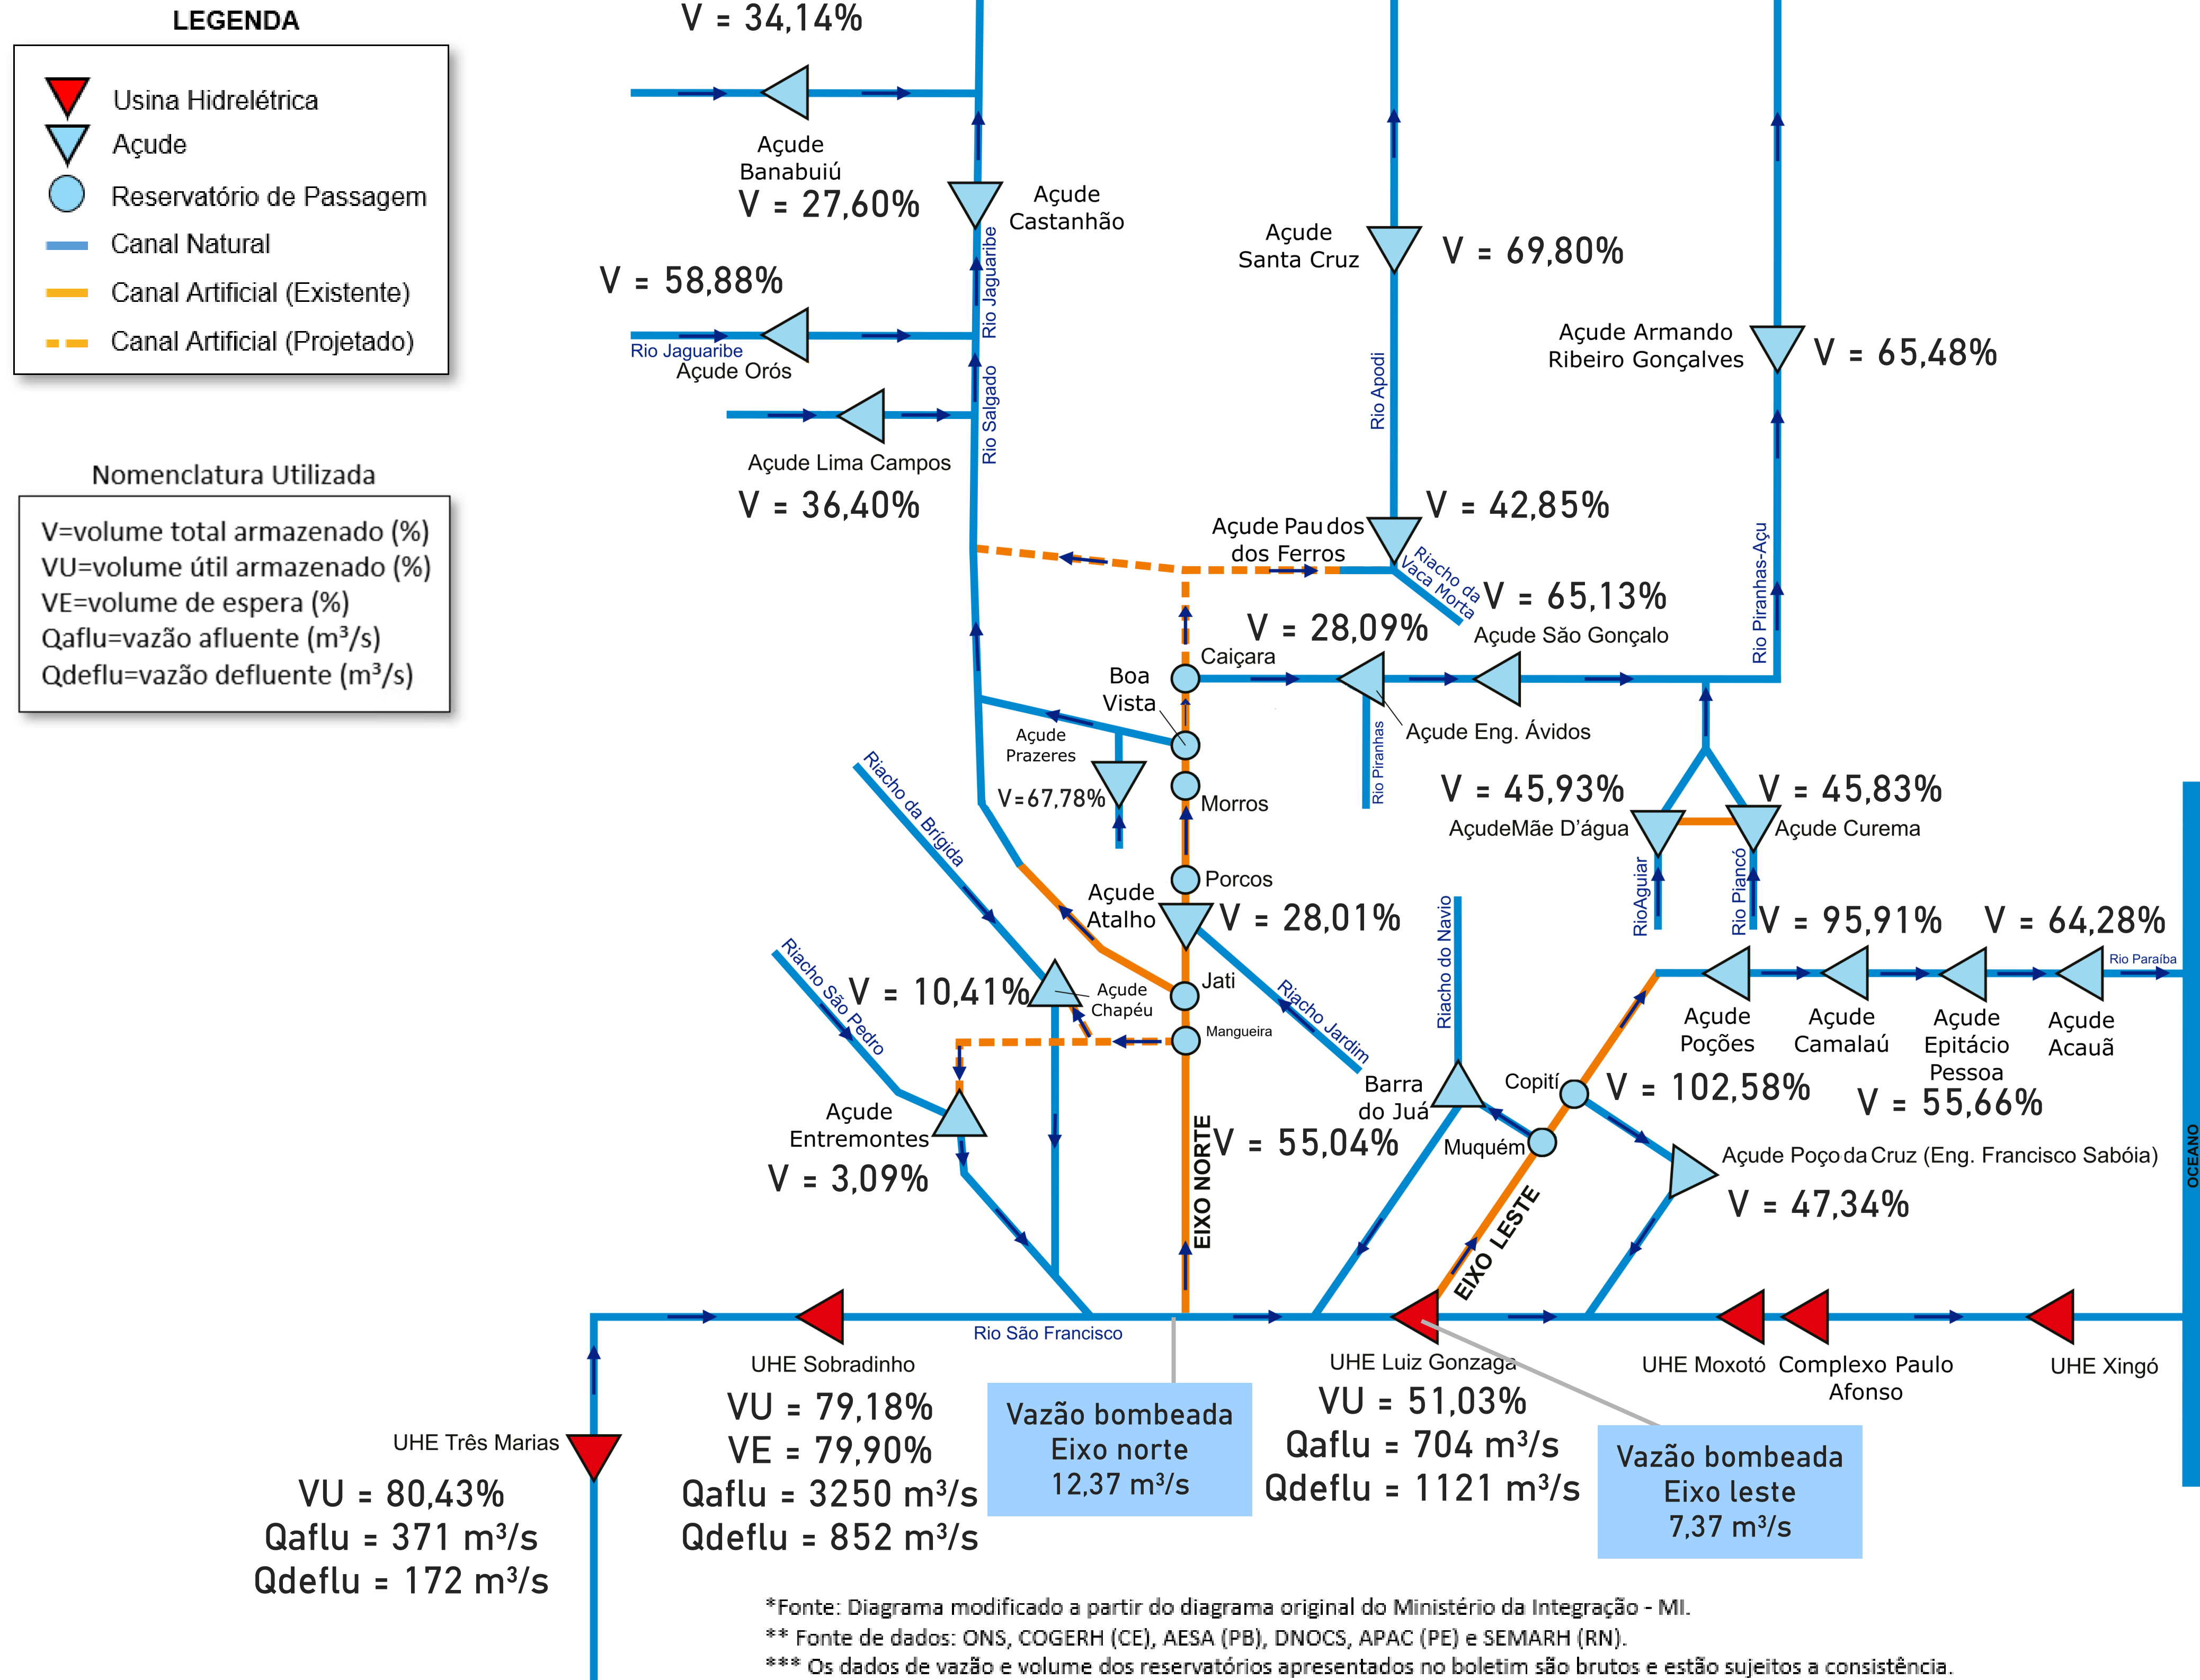 LEGENDA
Usina Hidrelétrica
Açude
Reservatório de Passagem
Canal Natural
Canal Artificial (Existente)
Canal Artificial (Projetado)
Nomenclatura Utilizada
V=volume total armazenado (%)
VU=volume útil armazenado (%)
VE=volume de espera (%)
Qaflu=vazão afluente (m³/s)
Qdeflu=vazão defluente (m³/s)
V = 34,14%
Açude
Banabuiú
V = 27,60%
Açude
Castanhão
Rio Jaguaribe
V = 58,88%
Rio Jaguaribe
Açude Orós
Rio Salgado
Açude Lima Campos
V = 36,40%
Açude
Santa Cruz
V = 69,80%
Rio Apodi
Açude Armando
Ribeiro Gonçalves
V = 65,48%
Rio Piranhas-Açu
Açude Pau dos
dos Ferros
V = 42,85%
Riacho da
Vaca Morta
V = 65,13%
Açude São Gonçalo
V = 28,09%
Caiçara
Boa
Vista
Açude Eng. Ávidos
Rio Piranhas
Açude
Prazeres
V=67,78%
Morros
Porcos
V = 45,93%
AçudeMãe D'água
V = 45,83%
Açude Curema
RioAguiar
Rio Piancó
Riacho da Brígida
Açude
Atalho
V = 28,01%
Riacho São Pedro
V = 10,41%
Açude
Chapéu
Jati
Mangueira
Riacho Jardim
Riacho do Navio
V = 95,91%
V = 64,28%
Rio Paraíba
Açude
Poções
Açude
Camalaú
Açude
Epitácio
Pessoa
Açude
Acauã
V = 102,58%
V = 55,66%
Açude
Entremontes
V = 3,09%
EIXO NORTE
Barra
do Juá
V = 55,04%
Copití
Muquém
Açude Poço da Cruz (Eng. Francisco Sabóia)
V = 47,34%
EIXO LESTE
OCEANO
Rio São Francisco
UHE Sobradinho
VU = 79,18%
VE = 79,90%
Qaflu = 3250 m³/s
Qdeflu = 852 m³/s
UHE Três Marias
VU = 80,43%
Qaflu = 371 m³/s
Qdeflu = 172 m³/s
Vazão bombeada
Eixo norte
12,37 m³/s
UHE Luiz Gonzaga
VU = 51,03%
Qaflu = 704 m³/s
Qdeflu = 1121 m³/s
Vazão bombeada
Eixo leste
7,37 m³/s
UHE Moxotó
Complexo Paulo
Afonso
UHE Xingó
*Fonte: Diagrama modificado a partir do diagrama original do Ministério da Integração - MI.
** Fonte de dados: ONS, COGERH (CE), AESA (PB), DNOCS, APAC (PE) e SEMARH (RN).
*** Os dados de vazão e volume dos reservatórios apresentados no boletim são brutos e estão sujeitos a consistência.